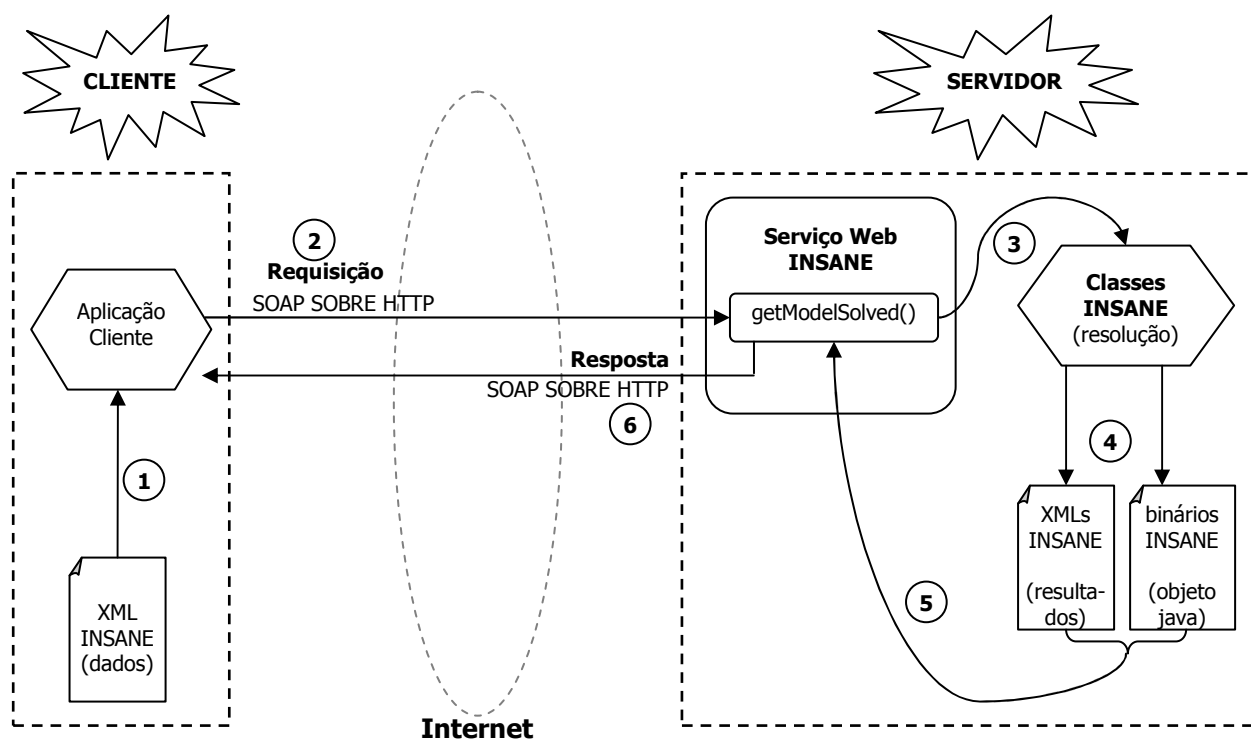 CLIENTE
SERVIDOR
2
Requisição
SOAP SOBRE HTTP
Aplicação
Cliente
Resposta
SOAP SOBRE HTTP
6
1
XML
INSANE
(dados)
Internet
Serviço Web
INSANE
getModelSolved()
3
Classes
INSANE
(resolução)
4
XMLs
INSANE
(resulta-
dos)
binários
INSANE
(objeto
java)
5